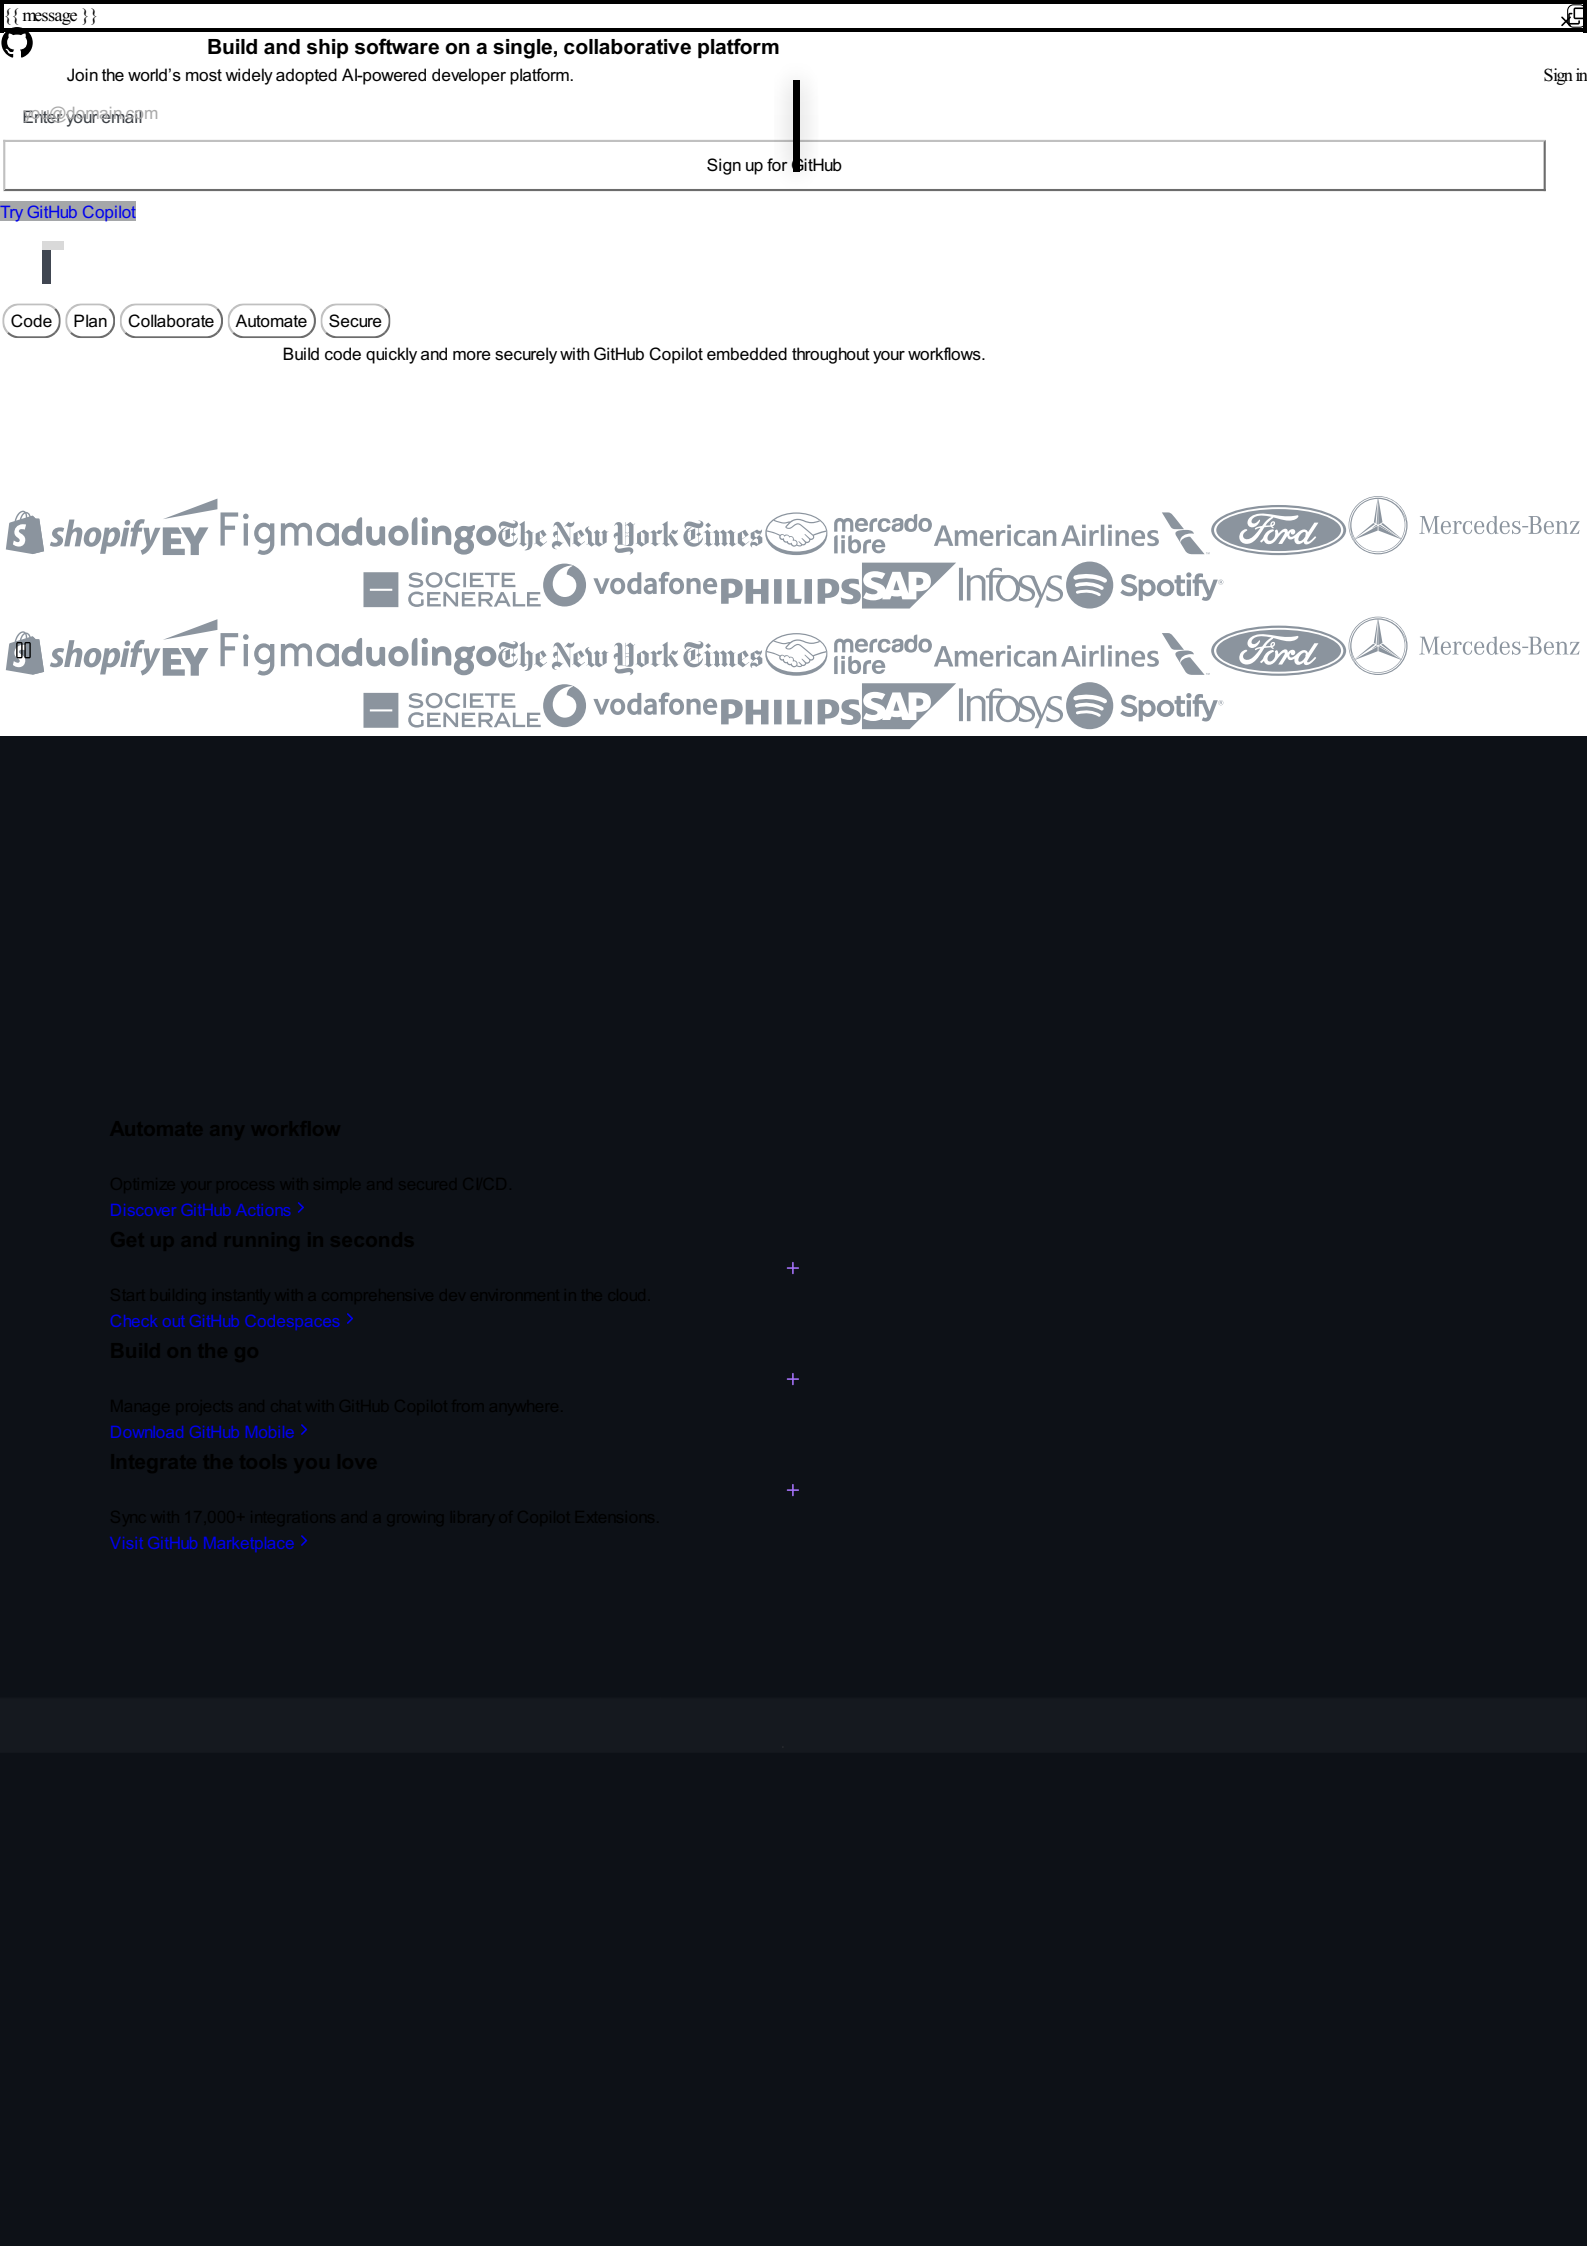 {{ message }}
Build and ship software on a single, collaborative platform
Join the world's most widely adopted AI-powered developer platform.
Sign in
you@domain.com
Enter your email
Sign up for GitHub
Try GitHub Copilot
Code Plan Collaborate Automate Secure
Build code quickly and more securely with GitHub Copilot embedded throughout your workflows.
shopify EY Figma duolingo The New York Times mercado libre American Airlines Ford Mercedes-Benz
SOCIETE GENERALE vodafone PHILIPS SAP Infosys Spotify
shopify EY Figma duolingo The New York Times mercado libre American Airlines Ford Mercedes-Benz
SOCIETE GENERALE vodafone PHILIPS SAP Infosys Spotify
Automate any workflow
Optimize your process with simple and secured CI/CD.
Discover GitHub Actions
Get up and running in seconds
Start building instantly with a comprehensive dev environment in the cloud.
Check out GitHub Codespaces
Build on the go
Manage projects and chat with GitHub Copilot from anywhere.
Download GitHub Mobile
Integrate the tools you love
Sync with 17,000+ integrations and a growing library of Copilot Extensions.
Visit GitHub Marketplace